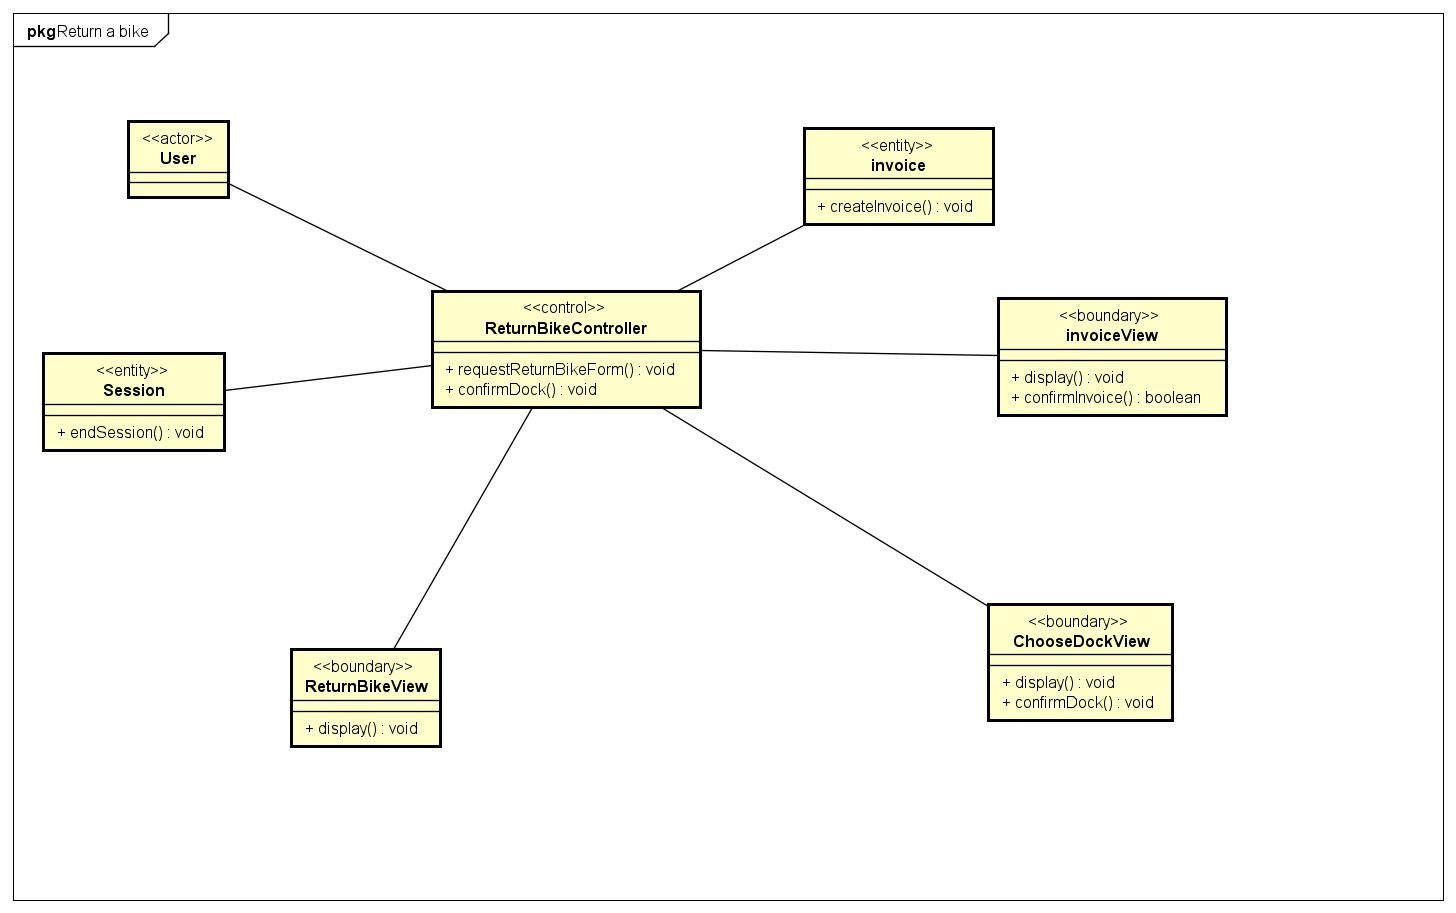 pkgReturn a bike
<<actor>>
User
<<entity>>
invoice
+ createInvoice() : void
<<control>>
ReturnBikeController
+ requestReturnBikeForm() : void
+ confirmDock() : void
<<boundary>>
invoiceView
+ display() : void
+ confirmInvoice() : boolean
<<entity>>
Session
+ endSession() : void
<<boundary>>
ChooseDockView
+ display() : void
+ confirmDock() : void
<<boundary>>
ReturnBikeView
+ display() : void